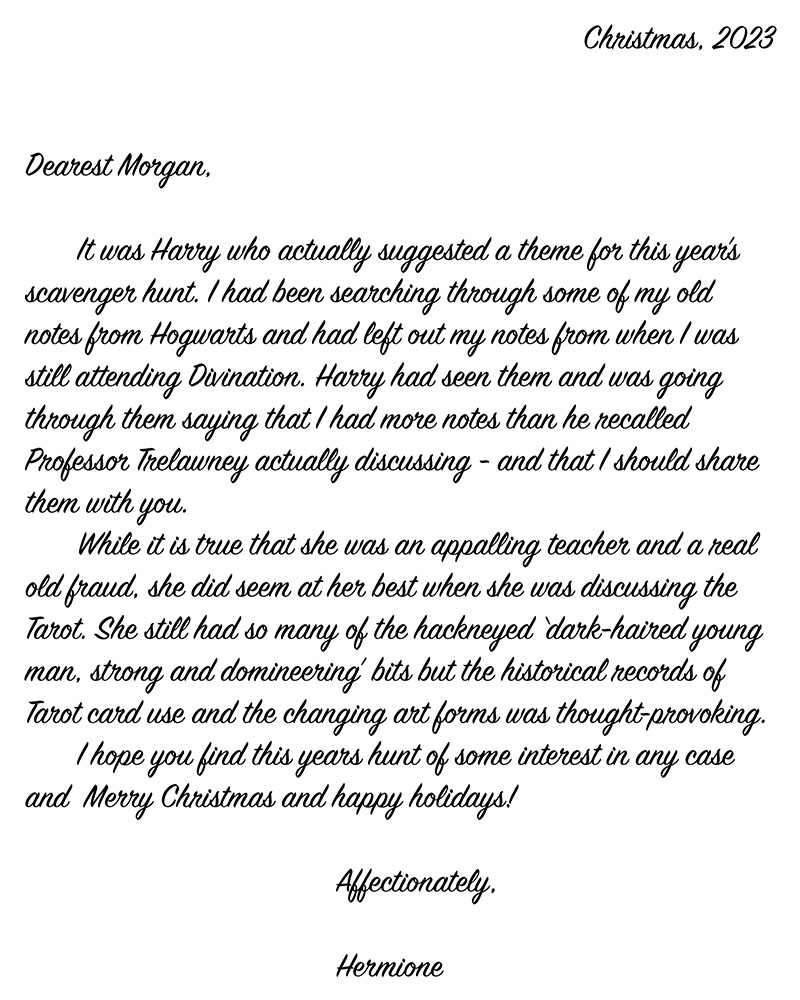 Christmas, 2023
Dearest Morgan,
It was Harry who actually suggested a theme for this year's
scavenger hunt. I had been searching through some of my old
notes from Hogwarts and had left out my notes from when I was
still attending Divination. Harry had seen them and was going
through them saying that I had more notes than he recalled
Professor Trelawney actually discussing - and that I should share
them with you.
While it is true that she was an appalling teacher and a real
old fraud, she did seem at her best when she was discussing the
Tarot. She still had so many of the hackneyed `dark-haired young
man, strong and domineering' bits but the historical records of
Tarot card use and the changing art forms was thought-provoking.
I hope you find this years hunt of some interest in any case
and  Merry Christmas and happy holidays!
Affectionately,
Hermione